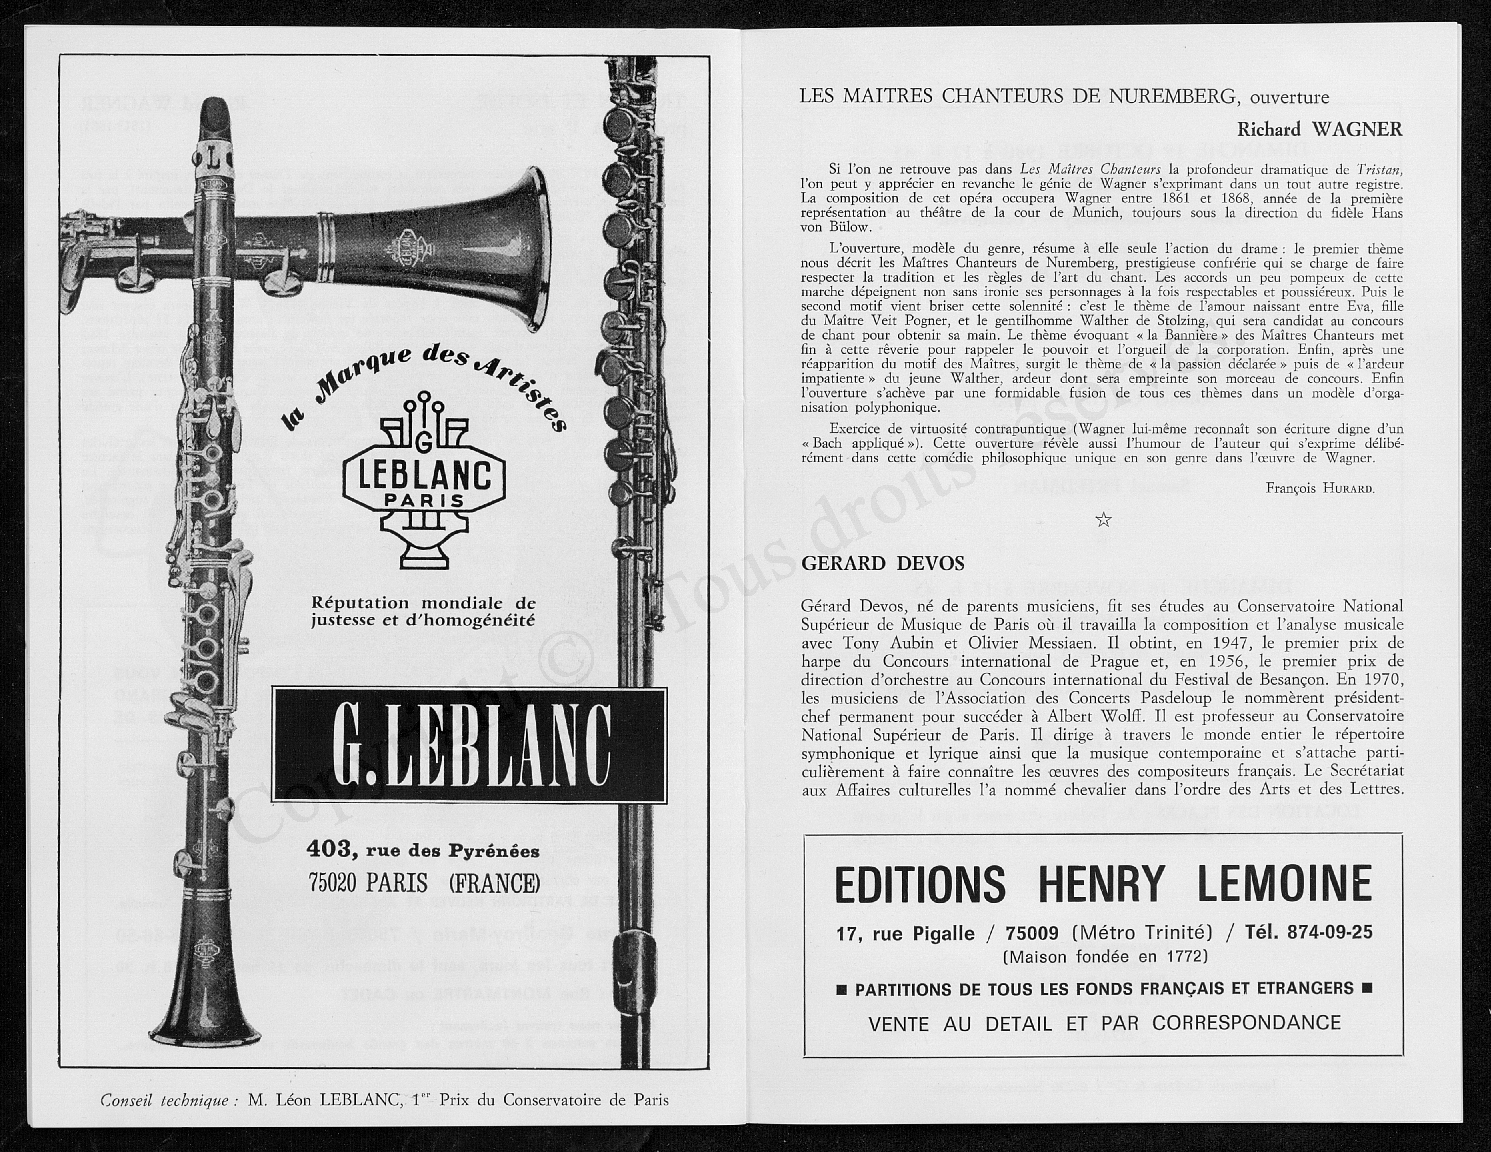 la Marque des Artistes
G
LEBLANC
PARIS
Réputation mondiale de
justesse et d'homogénéité
G.LEBLANC
403, rue des Pyrénées
75020 PARIS (FRANCE)
Conseil technique : M. Léon LEBLANC, 1er Prix du Conservatoire de Paris
LES MAITRES CHANTEURS DE NUREMBERG, ouverture
Richard WAGNER
Si l'on ne retrouve pas dans Les Maîtres Chanteurs la profondeur dramatique de Tristan,
l'on peut y apprécier en revanche le génie de Wagner s'exprimant dans un tout autre registre.
La composition de cet opéra occupera Wagner entre 1861 et 1868, année de la première
représentation au théâtre de la cour de Munich, toujours sous la direction du fidèle Hans
von Bülow.
L'ouverture, modèle du genre, résume à elle seule l'action du drame : le premier thème
nous décrit les Maîtres Chanteurs de Nuremberg, prestigieuse confrérie qui se charge de faire
respecter la tradition et les règles de l'art du chant. Les accords un peu pompeux de cette
marche dépeignent non sans ironie ses personnages à la fois respectables et poussiéreux. Puis le
second motif vient briser cette solennité : c'est le thème de l'amour naissant entre Eva, fille
du Maître Veit Pogner, et le gentilhomme Walther de Stolzing, qui sera candidat au concours
de chant pour obtenir sa main. Le thème évoquant « la Bannière » des Maîtres Chanteurs met
fin à cette rêverie pour rappeler le pouvoir et l'orgueil de la corporation. Enfin, après une
réapparition du motif des Maîtres, surgit le thème de « la passion déclarée » puis de « l'ardeur
impatiente » du jeune Walther, ardeur dont sera empreinte son morceau de concours. Enfin
l'ouverture s'achève par une formidable fusion de tous ces thèmes dans un modèle d'orga-
nisation polyphonique.
Exercice de virtuosité contrapuntique (Wagner lui-même reconnaît son écriture digne d'un
« Bach appliqué »). Cette ouverture révèle aussi l'humour de l'auteur qui s'exprime délibé-
rément dans cette comédie philosophique unique en son genre dans l'œuvre de Wagner.
François HURARD.
GERARD DEVOS
Gérard Devos, né de parents musiciens, fit ses études au Conservatoire National
Supérieur de Musique de Paris où il travailla la composition et l'analyse musicale
avec Tony Aubin et Olivier Messiaen. Il obtint, en 1947, le premier prix de
harpe du Concours international de Prague et, en 1956, le premier prix de
direction d'orchestre au Concours international du Festival de Besançon. En 1970,
les musiciens de l'Association des Concerts Pasdeloup le nommèrent président-
chef permanent pour succéder à Albert Wolff. Il est professeur au Conservatoire
National Supérieur de Paris. Il dirige à travers le monde entier le répertoire
symphonique et lyrique ainsi que la musique contemporaine et s'attache parti-
culièrement à faire connaître les œuvres des compositeurs français. Le Secrétariat
aux Affaires culturelles l'a nommé chevalier dans l'ordre des Arts et des Lettres.
EDITIONS HENRY LEMOINE
17, rue Pigalle / 75009 (Métro Trinité) / Tél. 874-09-25
(Maison fondée en 1772)
■ PARTITIONS DE TOUS LES FONDS FRANÇAIS ET ETRANGERS ■
VENTE AU DETAIL ET PAR CORRESPONDANCE
Copyright © Tous droits réservés